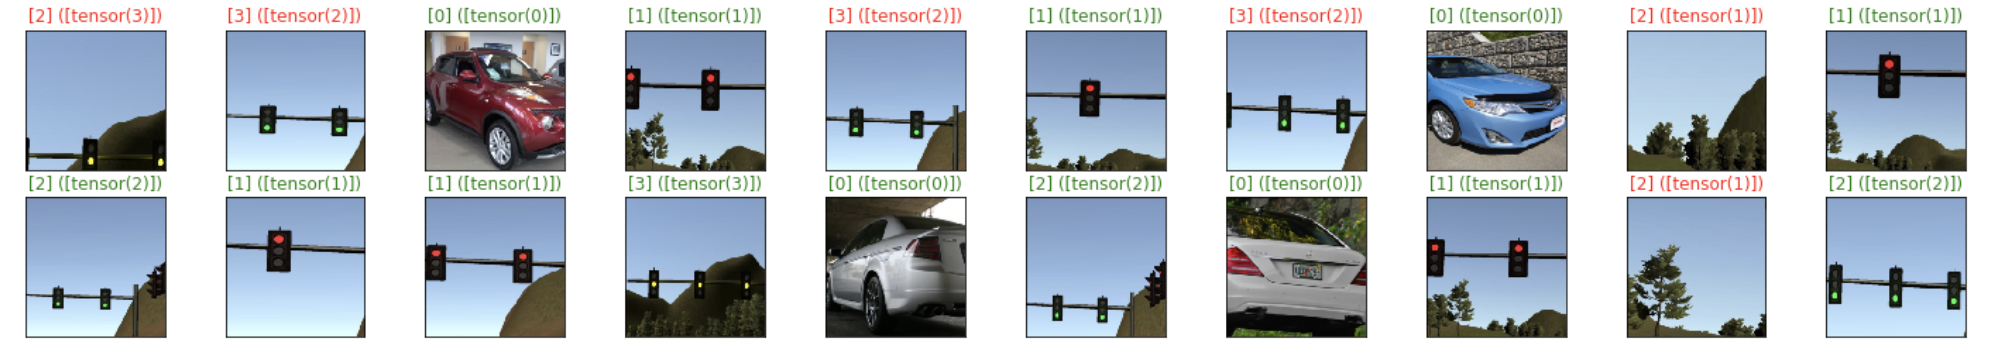 [2] ([tensor(3)]) [3] ([tensor(2)]) [0] ([tensor(0)]) [1] ([tensor(1)]) [3] ([tensor(2)]) [1] ([tensor(1)]) [3] ([tensor(2)]) [0] ([tensor(0)]) [2] ([tensor(1)]) [1] ([tensor(1)])
[2] ([tensor(2)]) [1] ([tensor(1)]) [1] ([tensor(1)]) [3] ([tensor(3)]) [0] ([tensor(0)]) [2] ([tensor(2)]) [0] ([tensor(0)]) [1] ([tensor(1)]) [2] ([tensor(1)]) [2] ([tensor(2)])